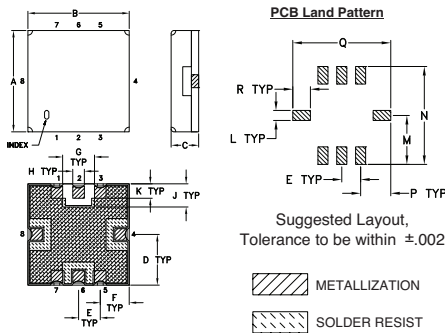 PCB Land Pattern
7 6 5
B
A
8
4
INDEX
1 2 3
C
Q
R TYP
L TYP
N
M
E TYP
P TYP
G
TYP
H TYP
1 2 3
K TYP
J TYP
8
4
D TYP
7 6 5
F
TYP
E
TYP
Suggested Layout,
Tolerance to be within ±.002
METALLIZATION
SOLDER RESIST